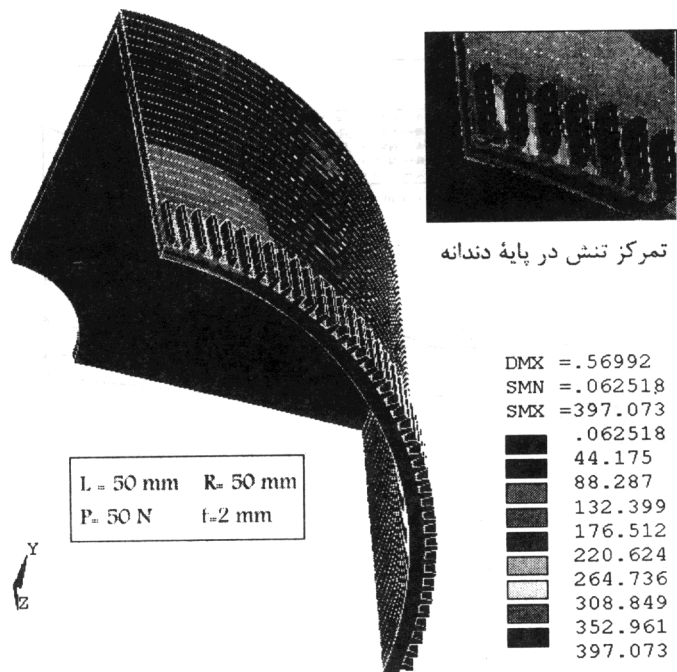 تمرکز تنش در پایهٔ دندانه
DMX =.56992
SMN =.062518
SMX =397.073
.062518
44.175
88.287
132.399
176.512
220.624
264.736
308.849
352.961
397.073
L = 50 mm R= 50 mm
P= 50 N t=2 mm
Y
Z